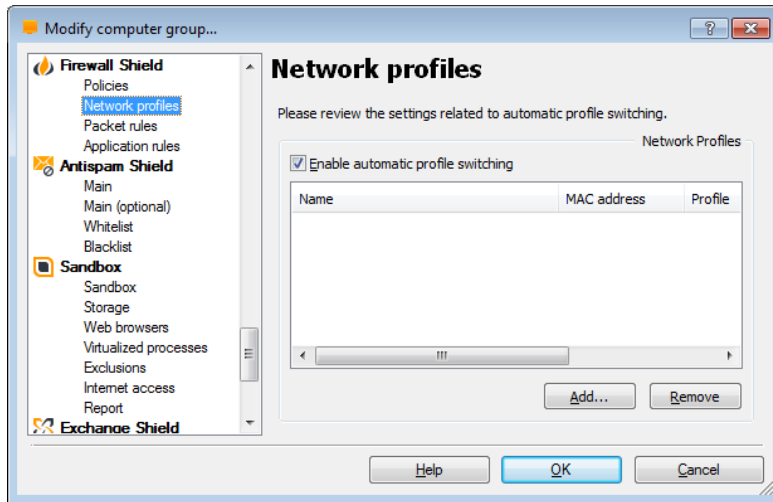 Modify computer group...
Firewall Shield
Policies
Network profiles
Packet rules
Application rules
Antispam Shield
Main
Main (optional)
Whitelist
Blacklist
Sandbox
Sandbox
Storage
Web browsers
Virtualized processes
Exclusions
Internet access
Report
Exchange Shield
Network profiles
Please review the settings related to automatic profile switching.
Network Profiles
Enable automatic profile switching
Name MAC address Profile
Add... Remove
Help OK Cancel